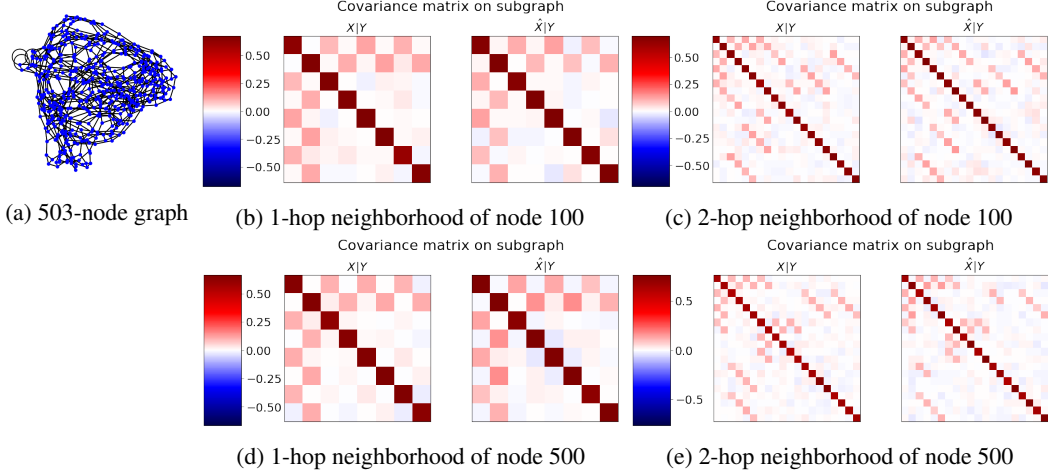 Covariance matrix on subgraph
X|Y
X̂|Y
0.50
0.25
0.00
−0.25
−0.50
Covariance matrix on subgraph
X|Y
X̂|Y
0.50
0.25
0.00
−0.25
−0.50
(a) 503-node graph
(b) 1-hop neighborhood of node 100
(c) 2-hop neighborhood of node 100
Covariance matrix on subgraph
X|Y
X̂|Y
0.50
0.25
0.00
−0.25
−0.50
Covariance matrix on subgraph
X|Y
X̂|Y
0.5
0.0
−0.5
(d) 1-hop neighborhood of node 500
(e) 2-hop neighborhood of node 500